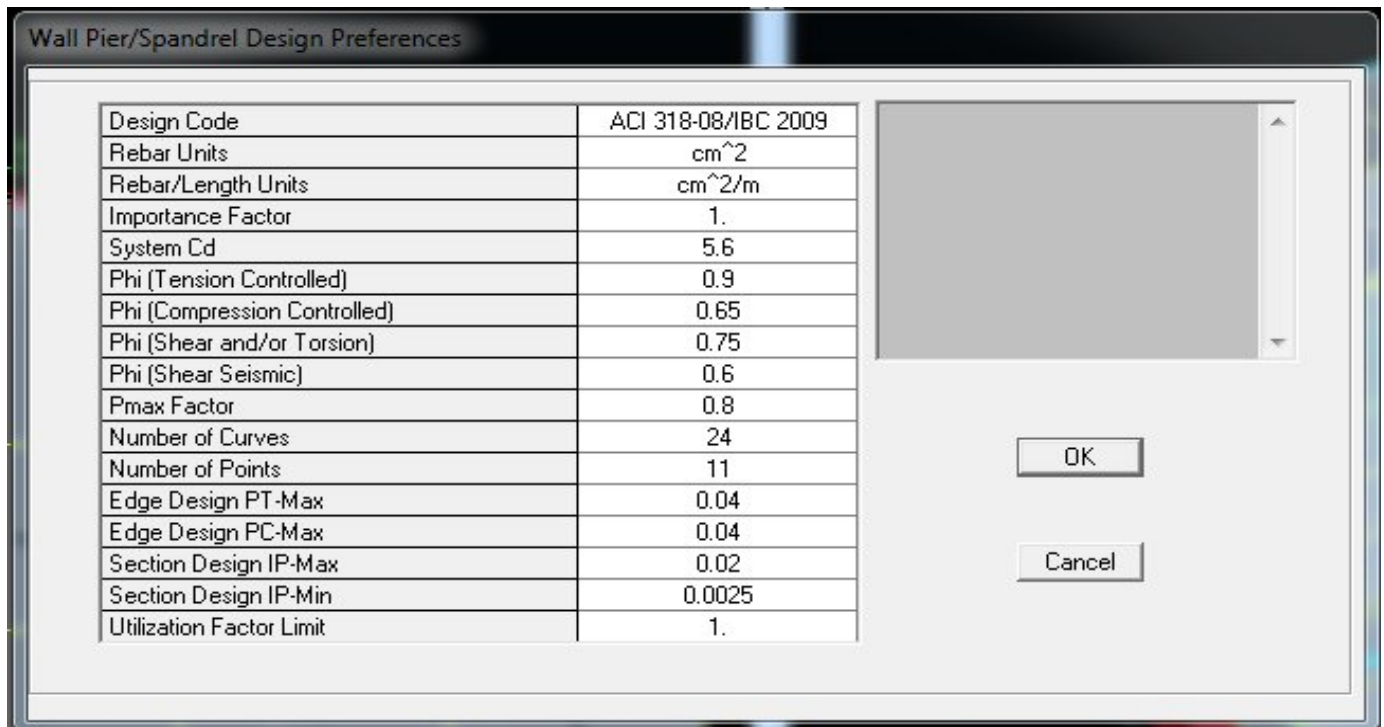 Wall Pier/Spandrel Design Preferences
Design Code ACI 318-08/IBC 2009
Rebar Units cm^2
Rebar/Length Units cm^2/m
Importance Factor 1.
System Cd 5.6
Phi (Tension Controlled) 0.9
Phi (Compression Controlled) 0.65
Phi (Shear and/or Torsion) 0.75
Phi (Shear Seismic) 0.6
Pmax Factor 0.8
Number of Curves 24
Number of Points 11
Edge Design PT-Max 0.04
Edge Design PC-Max 0.04
Section Design IP-Max 0.02
Section Design IP-Min 0.0025
Utilization Factor Limit 1.
OK
Cancel